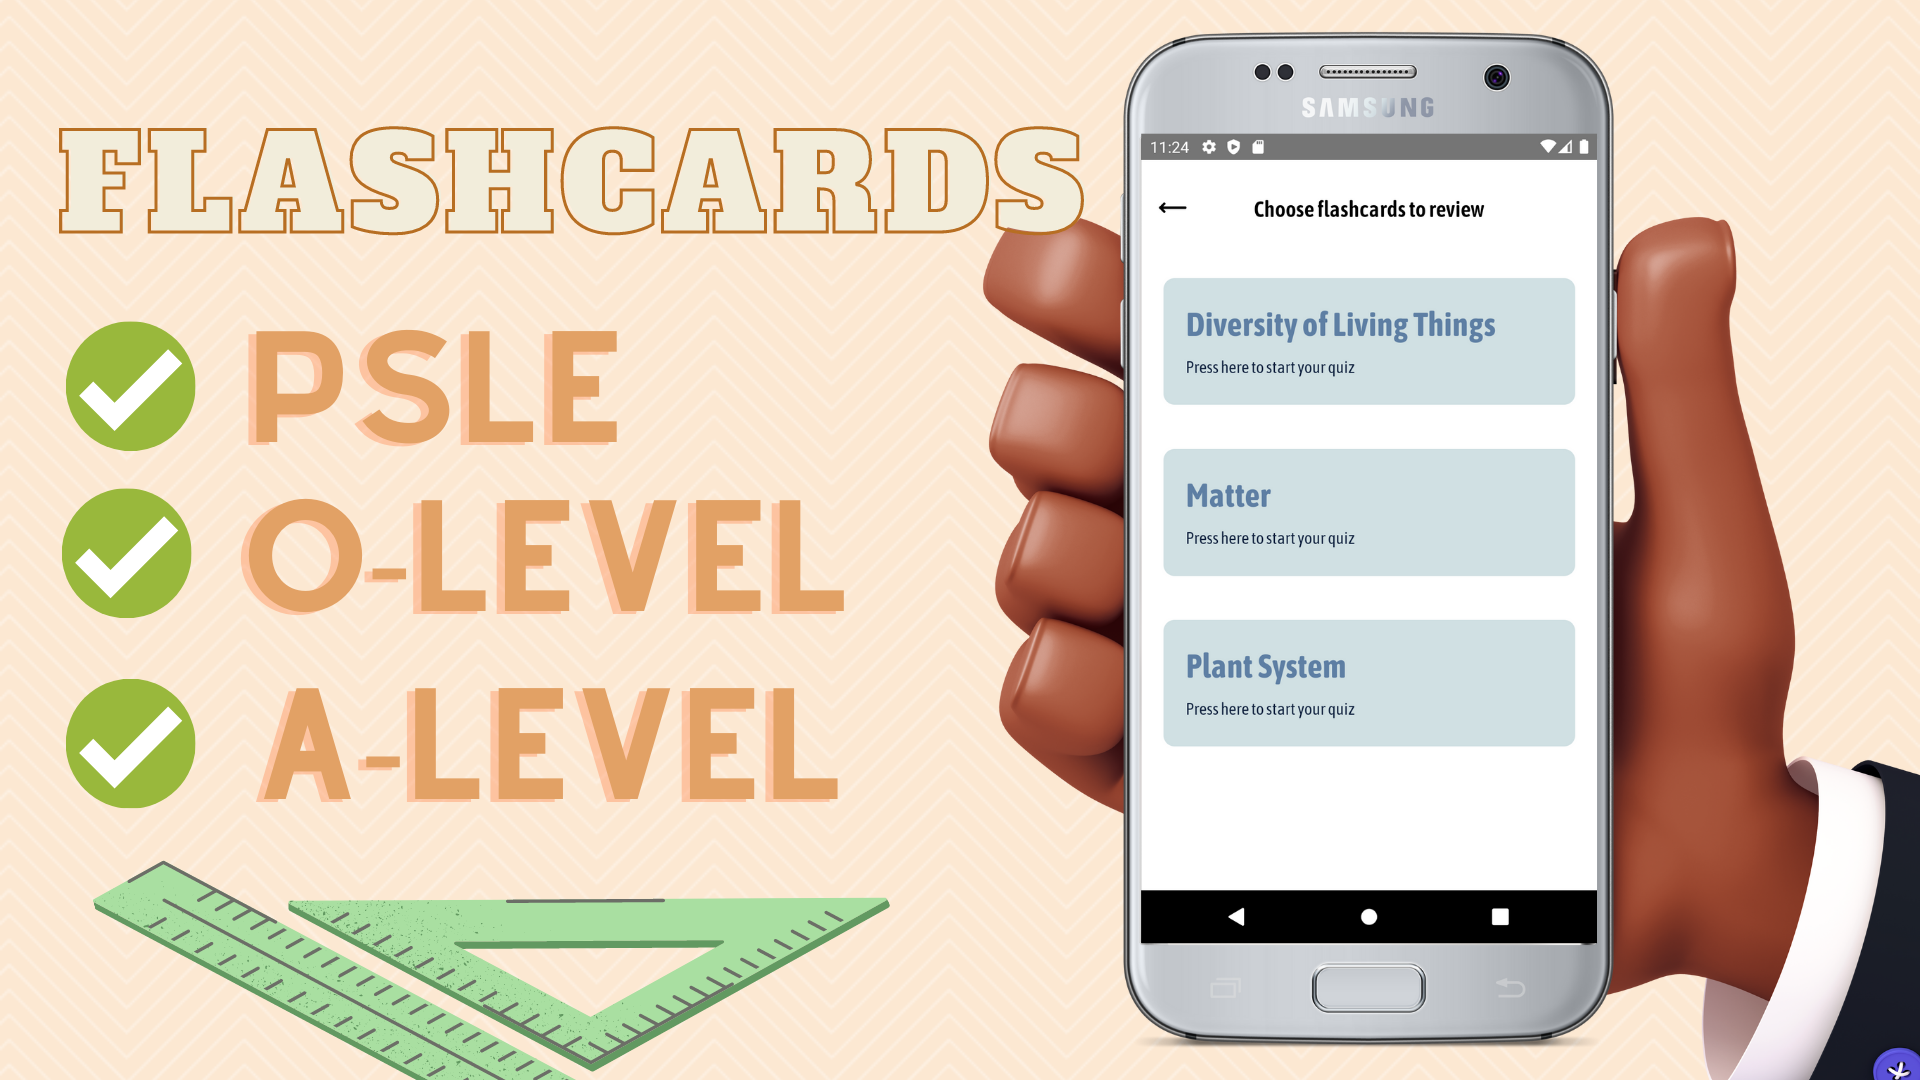 FLASHCARDS
PSLE
O-LEVEL
A-LEVEL
SAMSUNG
11:24
Choose flashcards to review
Diversity of Living Things
Press here to start your quiz
Matter
Press here to start your quiz
Plant System
Press here to start your quiz